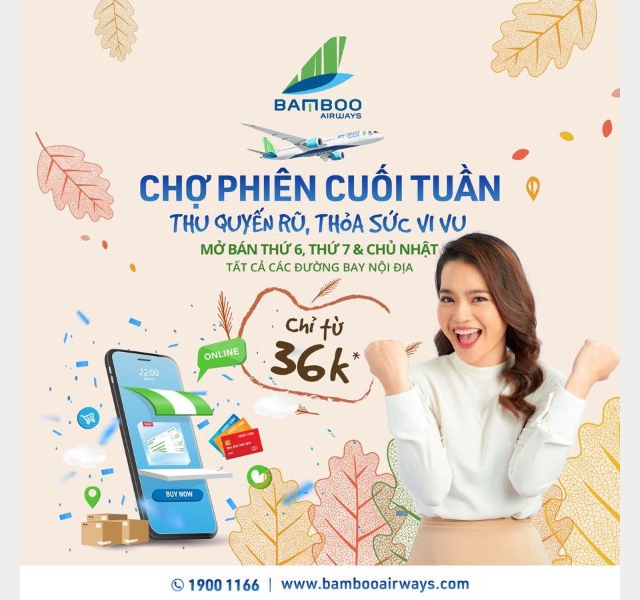 BAMBOO
AIRWAYS
CHỢ PHIÊN CUỐI TUẦN
THU QUYẾN RŨ, THỎA SỨC VI VU
MỞ BÁN THỨ 6, THỨ 7 & CHỦ NHẬT
TẤT CẢ CÁC ĐƯỜNG BAY NỘI ĐỊA
Chỉ từ
36k*
ONLINE
22:00
BUY NOW
1900 1166 | www.bambooairways.com